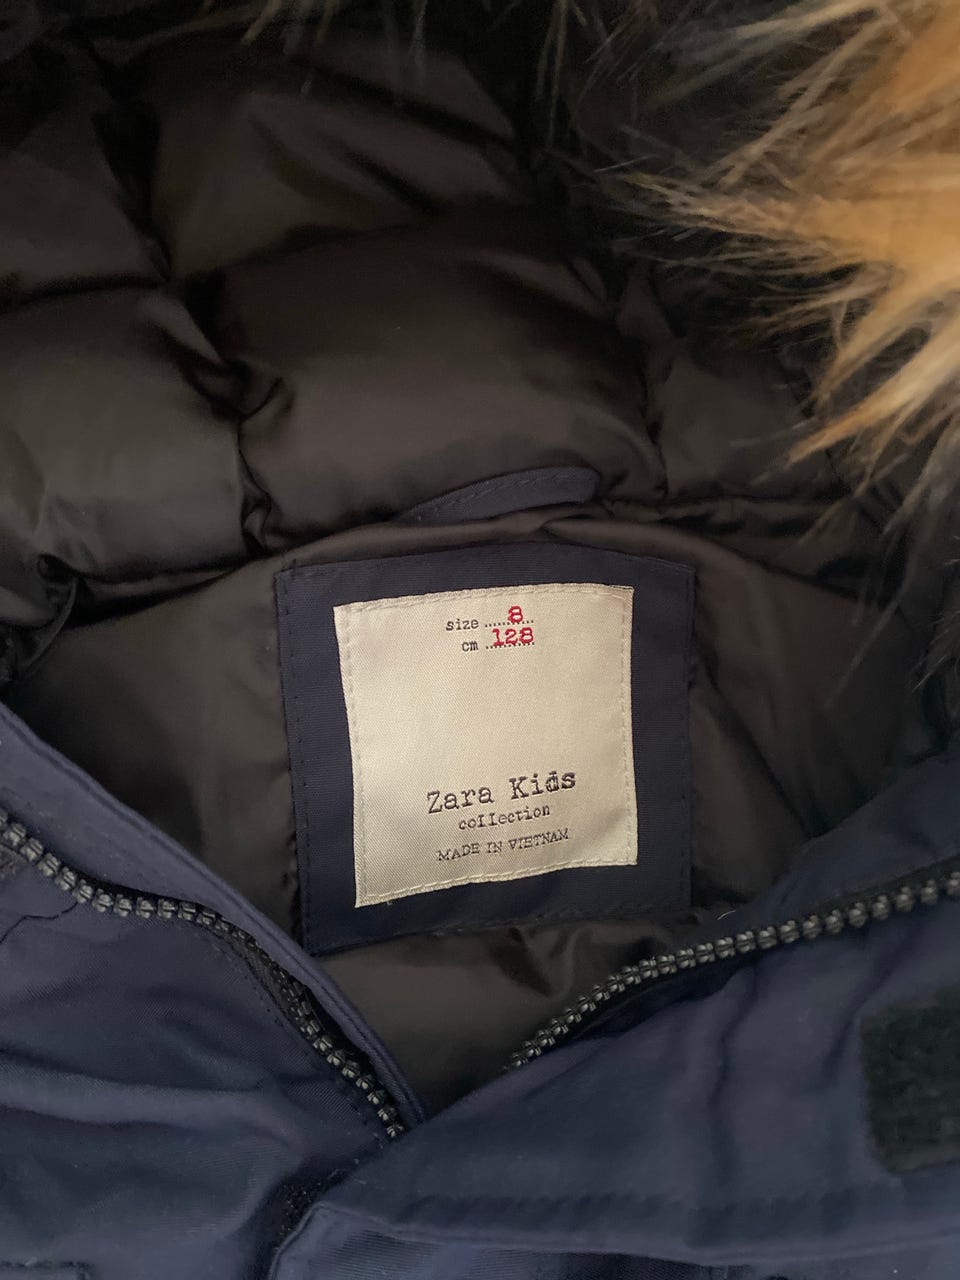 size ......8...
cm ...128
Zara Kids
collection
MADE IN VIETNAM